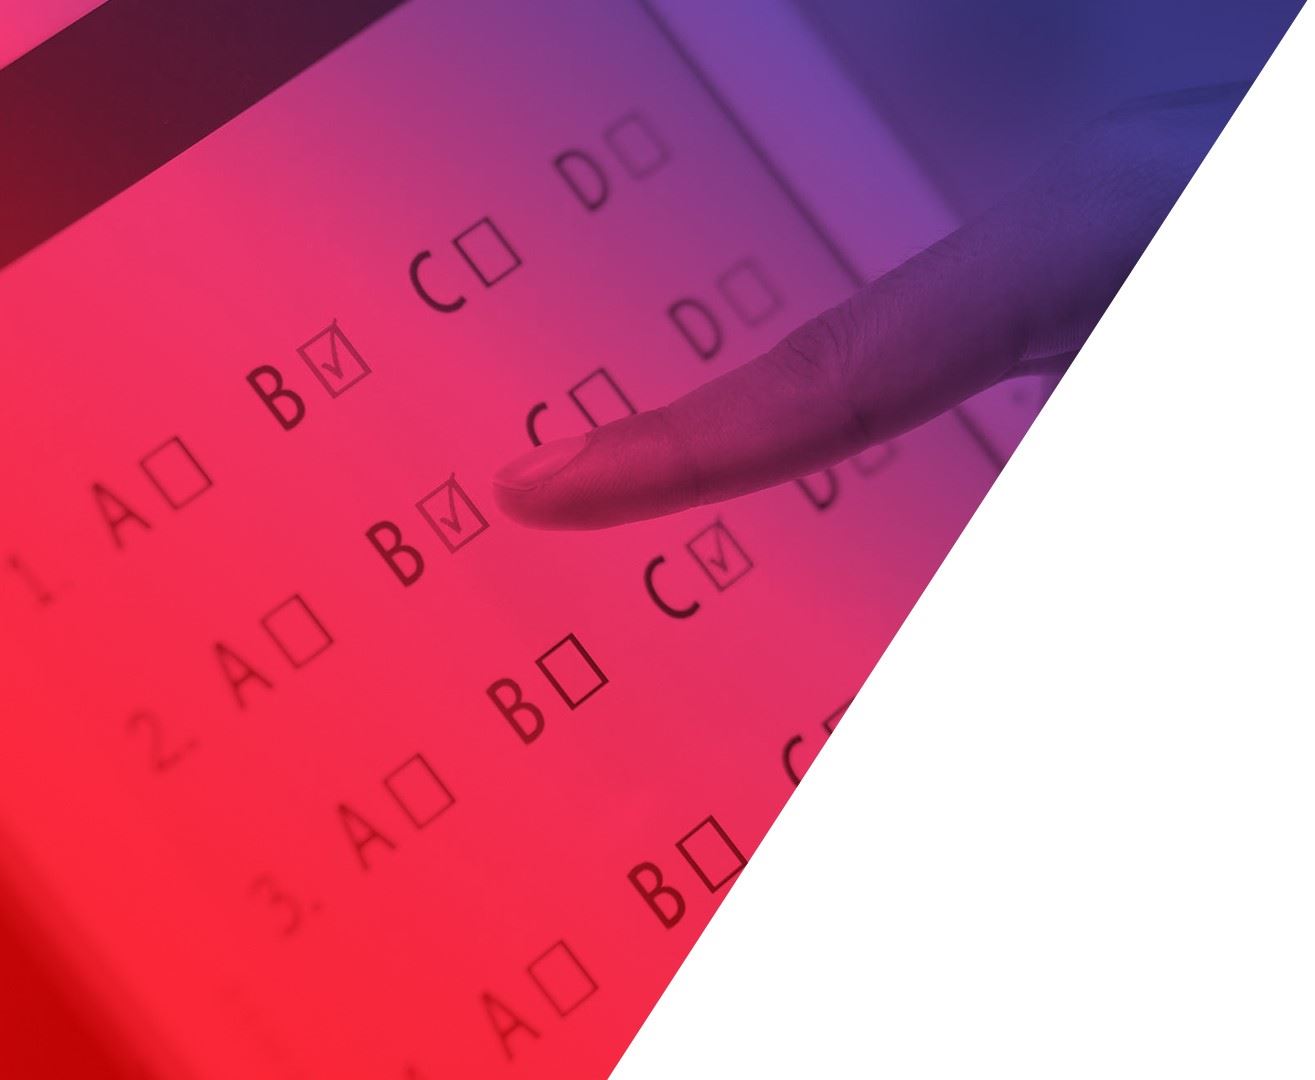 1. A☐ B☑ C☐ D☐
2. A☐ B☑ C☐ D☐
3. A☐ B☐ C☑ D☐
A☐ B☐ C